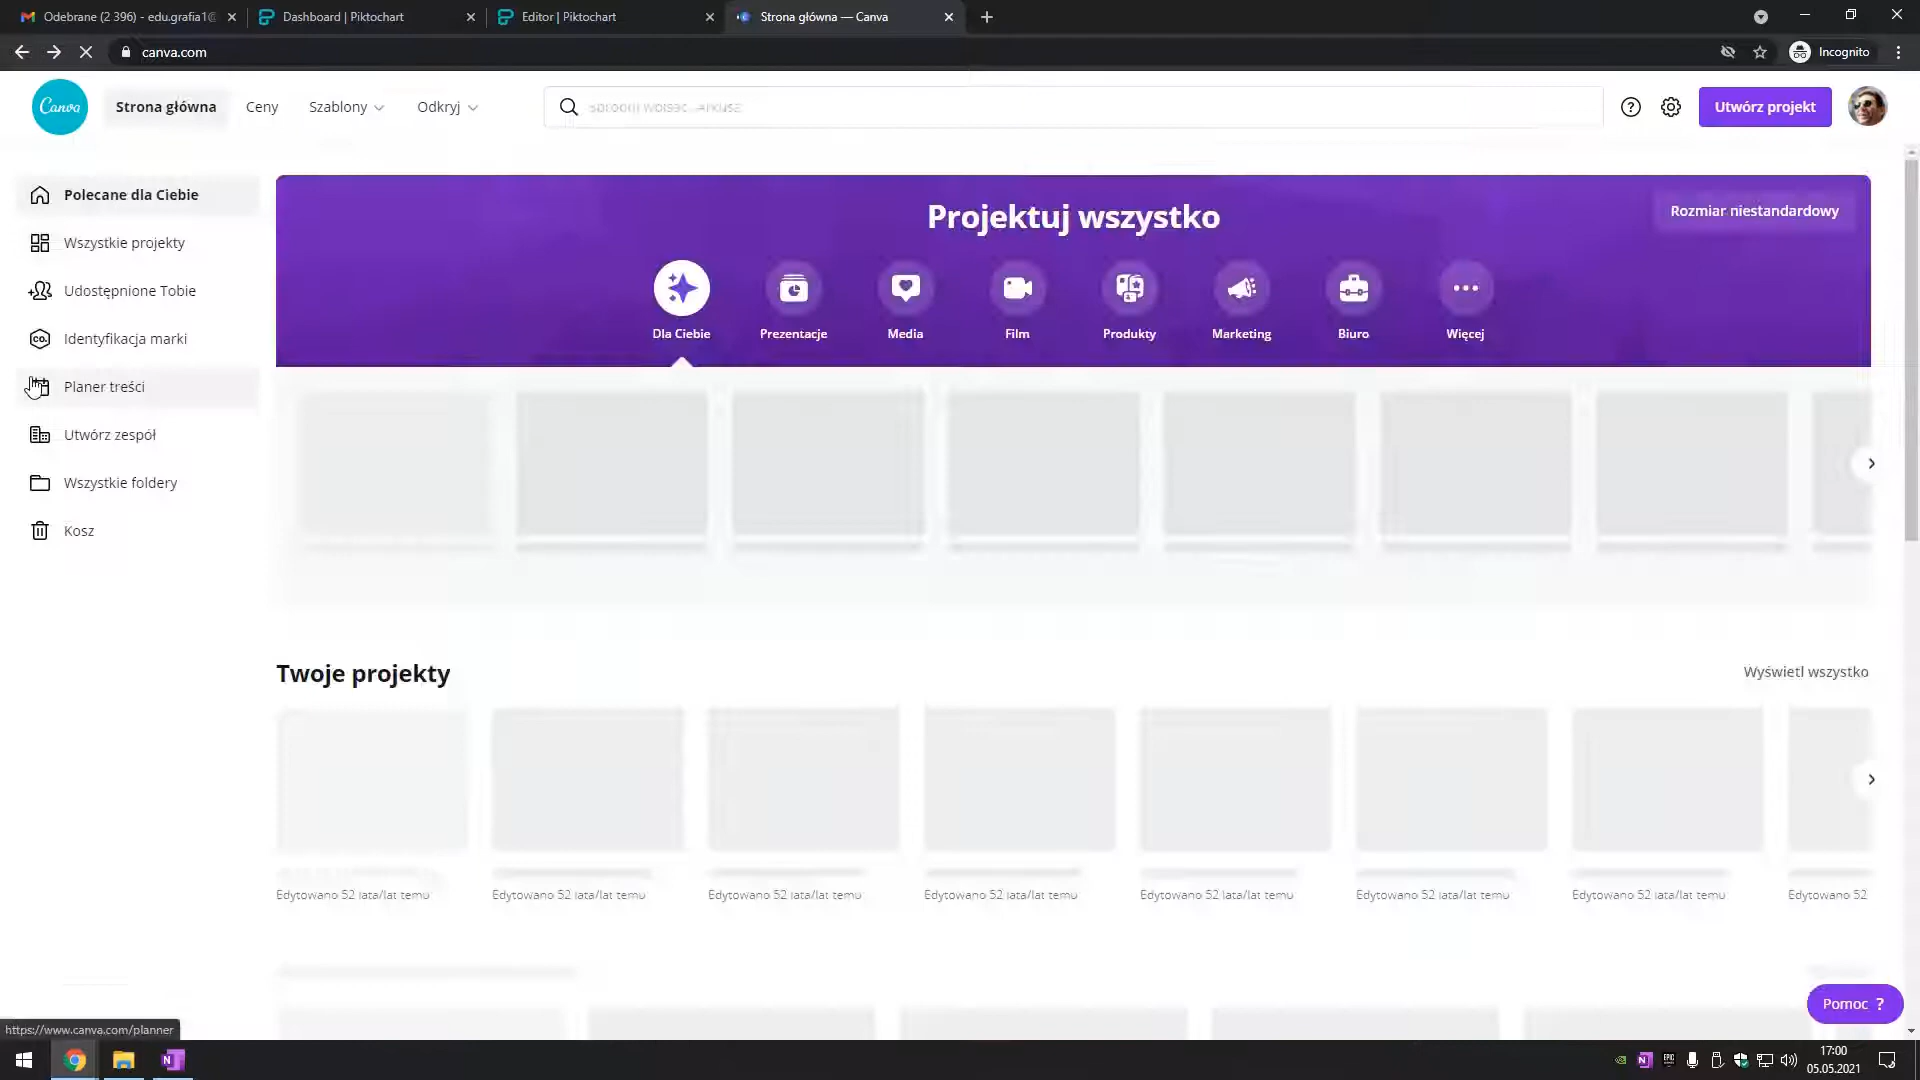 Odebrane (2 396) - edu.grafia1@
Dashboard | Piktochart
Editor | Piktochart
Strona główna — Canva
canva.com
Incognito
Canva
Strona główna
Ceny
Szablony
Odkryj
Utwórz projekt
Polecane dla Ciebie
Wszystkie projekty
Udostępnione Tobie
Identyfikacja marki
Planer treści
Utwórz zespół
Wszystkie foldery
Kosz
Projektuj wszystko
Rozmiar niestandardowy
Dla Ciebie
Prezentacje
Media
Film
Produkty
Marketing
Biuro
Więcej
Twoje projekty
Wyświetl wszystko
Edytowano 52 lata/lat temu
Edytowano 52 lata/lat temu
Edytowano 52 lata/lat temu
Edytowano 52 lata/lat temu
Edytowano 52 lata/lat temu
Edytowano 52 lata/lat temu
Edytowano 52 lata/lat temu
Edytowano 52
Pomoc ?
https://www.canva.com/planner
17:00
05.05.2021